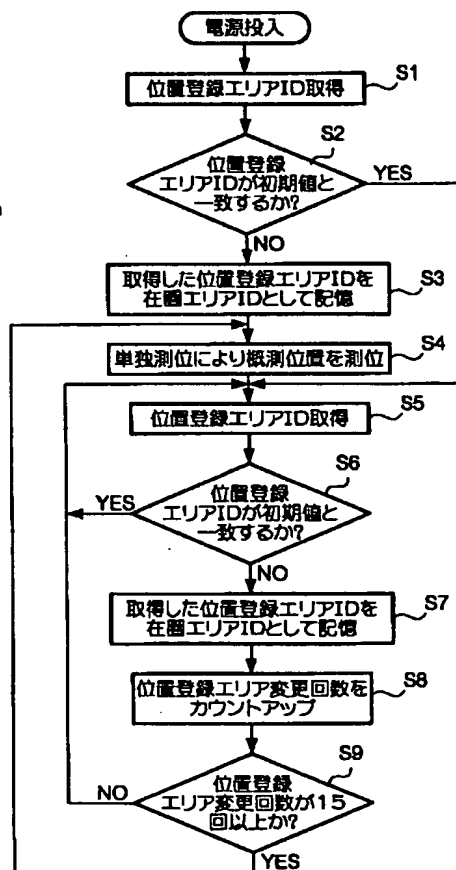 電源投入
S1
位置登録エリアID取得
S2
位置登録
エリアIDが初期値と
一致するか?
YES
NO
S3
取得した位置登録エリアIDを
在圏エリアIDとして記憶
S4
単独測位により概測位置を測位
S5
位置登録エリアID取得
S6
位置登録
エリアIDが初期値と
一致するか?
YES
NO
S7
取得した位置登録エリアIDを
在圏エリアIDとして記憶
S8
位置登録エリア変更回数を
カウントアップ
S9
位置登録
エリア変更回数が15
回以上か?
NO
YES